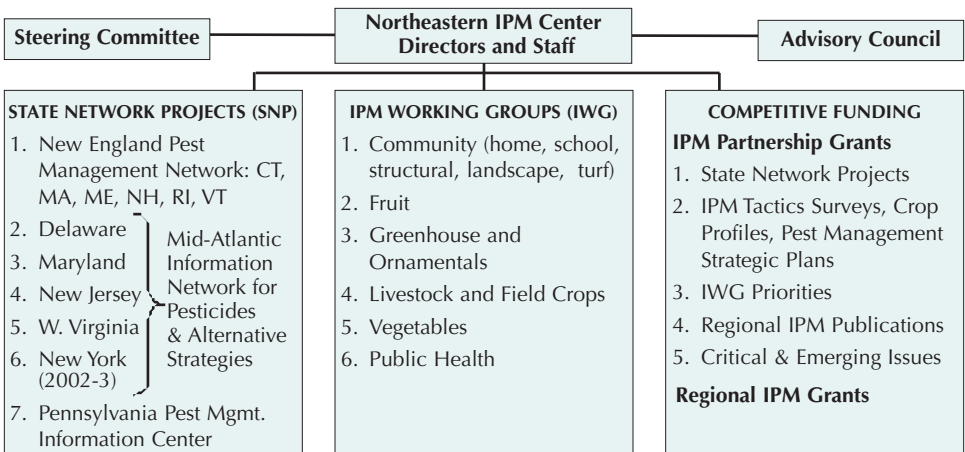 Steering Committee
Northeastern IPM Center
Directors and Staff
Advisory Council
STATE NETWORK PROJECTS (SNP)
1. New England Pest
Management Network: CT,
MA, ME, NH, RI, VT
2. Delaware
3. Maryland
4. New Jersey
5. W. Virginia
6. New York
(2002-3)
Mid-Atlantic
Information
Network for
Pesticides
& Alternative
Strategies
7. Pennsylvania Pest Mgmt.
Information Center
IPM WORKING GROUPS (IWG)
1. Community (home, school,
structural, landscape, turf)
2. Fruit
3. Greenhouse and
Ornamentals
4. Livestock and Field Crops
5. Vegetables
6. Public Health
COMPETITIVE FUNDING
IPM Partnership Grants
1. State Network Projects
2. IPM Tactics Surveys, Crop
Profiles, Pest Management
Strategic Plans
3. IWG Priorities
4. Regional IPM Publications
5. Critical & Emerging Issues
Regional IPM Grants